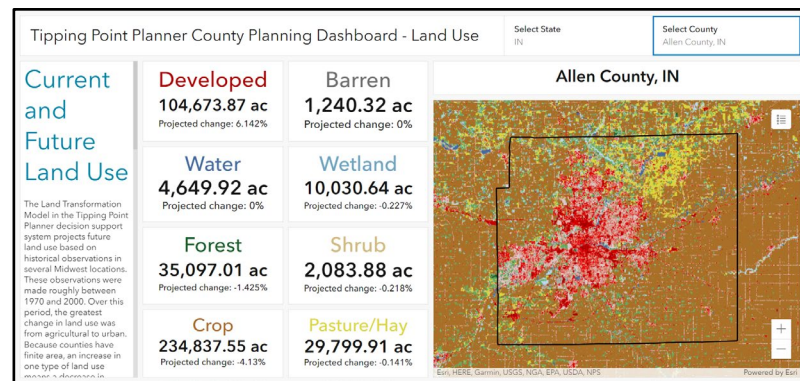 Tipping Point Planner County Planning Dashboard - Land Use
Select State
IN
Select County
Allen County, IN
Current
and
Future
Land Use
The Land Transformation
Model in the Tipping Point
Planner decision support
system projects future
land use based on
historical observations in
several Midwest locations.
These observations were
made roughly between
1970 and 2000. Over this
period, the greatest
change in land use was
from agricultural to urban.
Because counties have
finite area, an increase in
one type of land use
means a decrease in
Developed
104,673.87 ac
Projected change: 6.142%
Barren
1,240.32 ac
Projected change: 0%
Water
4,649.92 ac
Projected change: 0%
Wetland
10,030.64 ac
Projected change: -0.227%
Forest
35,097.01 ac
Projected change: -1.425%
Shrub
2,083.88 ac
Projected change: -0.218%
Crop
234,837.55 ac
Projected change: -4.13%
Pasture/Hay
29,799.91 ac
Projected change: -0.141%
Allen County, IN
+
−
Esri, HERE, Garmin, USGS, NGA, EPA, USDA, NPS
Powered by Esri